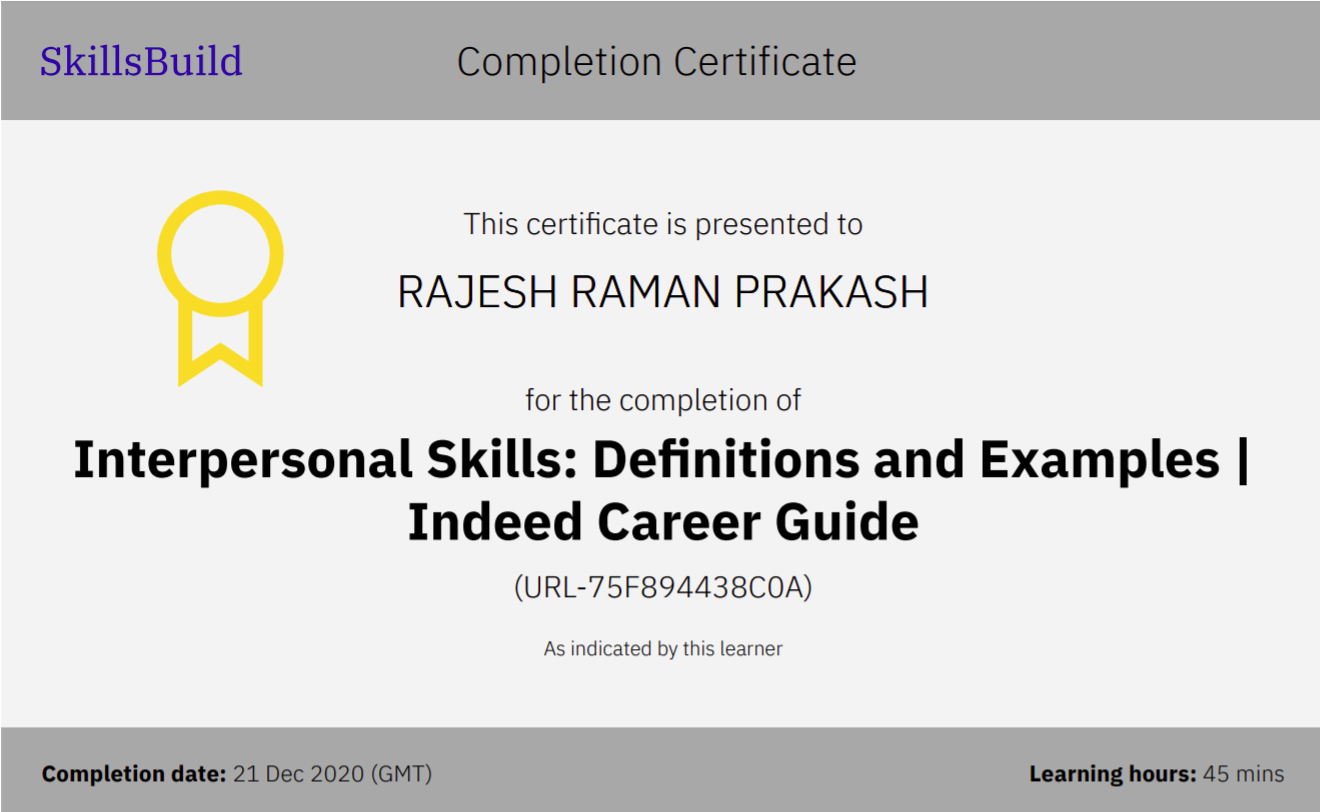 SkillsBuild
Completion Certificate
This certificate is presented to
RAJESH RAMAN PRAKASH
for the completion of
Interpersonal Skills: Definitions and Examples |
Indeed Career Guide
(URL-75F894438C0A)
As indicated by this learner
Completion date: 21 Dec 2020 (GMT)
Learning hours: 45 mins